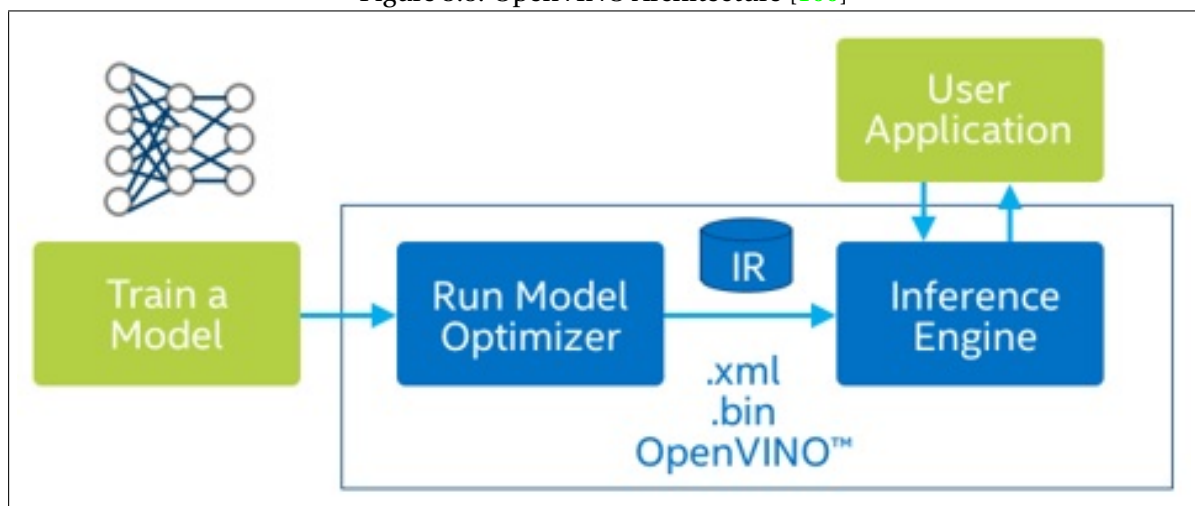 User
Application
IR
Train a
Model
Run Model
Optimizer
Inference
Engine
.xml
.bin
OpenVINO™